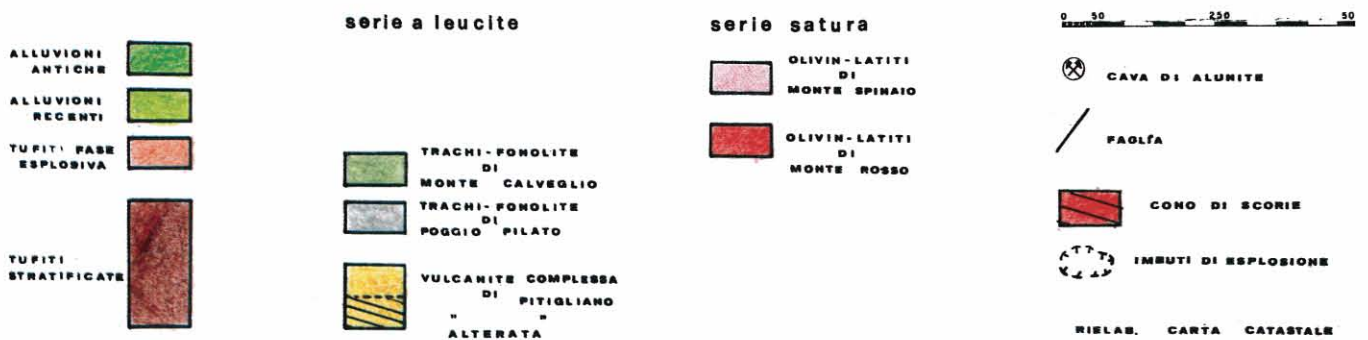 ALLUVIONI
ANTICHE
ALLUVIONI
RECENTI
TUFITI FASE
ESPLOSIVA
TUFITI
STRATIFICATE
serie a leucite
TRACHI-FONOLITE
DI
MONTE CALVEGLIO
TRACHI-FONOLITE
DI
POGGIO PILATO
VULCANITE COMPLESSA
DI PITIGLIANO
" "
ALTERATA
serie satura
OLIVIN-LATITI
DI
MONTE SPINAIO
OLIVIN-LATITI
DI
MONTE ROSSO
0 50 250 50
CAVA DI ALUNITE
FAGLIA
CONO DI SCORIE
IMBUTI DI ESPLOSIONE
RIELAB. CARTA CATASTALE